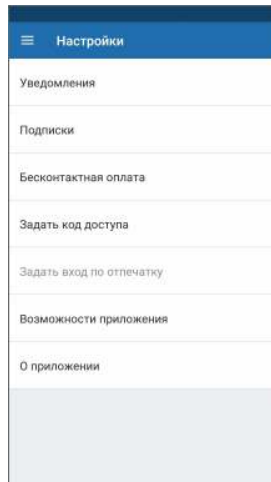 Настройки
Уведомления
Подписки
Бесконтактная оплата
Задать код доступа
Задать вход по отпечатку
Возможности приложения
О приложении